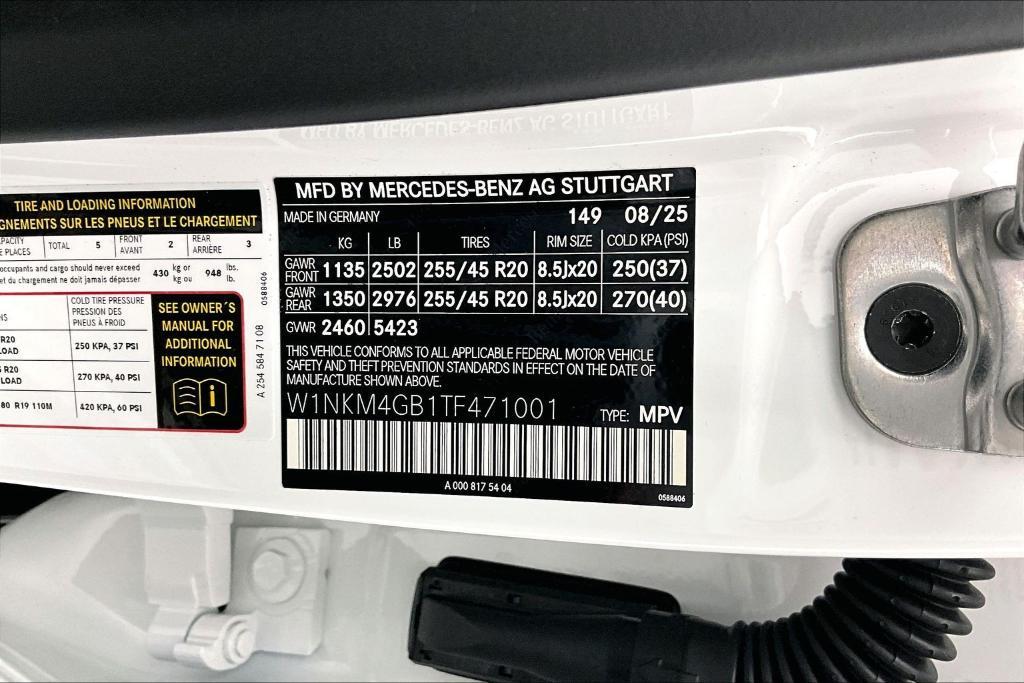 TIRE AND LOADING INFORMATION
GNEMENTS SUR LES PNEUS ET LE CHARGEMENT
TOTAL 5 FRONT AVANT 2 REAR ARRIÈRE 3
E PLACES
occupants and cargo should never exceed 430 kg or 948 lbs.
et du chargement ne doit jamais dépasser kg ou lb.
COLD TIRE PRESSURE
PRESSION DES
PNEUS À FROID
R20
LOAD
250 KPA, 37 PSI
R20
LOAD
270 KPA, 40 PSI
80 R19 110M 420 KPA, 60 PSI
SEE OWNER´S
MANUAL FOR
ADDITIONAL
INFORMATION
A 254 584 71 08
0588406
MFD BY MERCEDES-BENZ AG STUTTGART
MADE IN GERMANY 149 08/25
KG LB TIRES RIM SIZE COLD KPA (PSI)
GAWR FRONT 1135 2502 255/45 R20 8.5Jx20 250(37)
GAWR REAR 1350 2976 255/45 R20 8.5Jx20 270(40)
GVWR 2460 5423
THIS VEHICLE CONFORMS TO ALL APPLICABLE FEDERAL MOTOR VEHICLE
SAFETY AND THEFT PREVENTION STANDARDS IN EFFECT ON THE DATE OF
MANUFACTURE SHOWN ABOVE.
W1NKM4GB1TF471001 TYPE: MPV
A 000 817 54 04
0588406